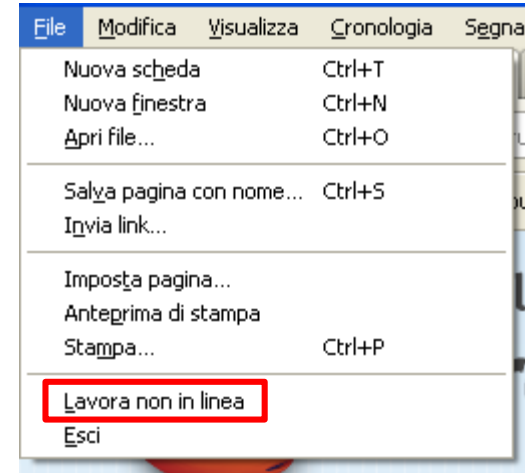 File Modifica Visualizza Cronologia Segna
Nuova scheda Ctrl+T
Nuova finestra Ctrl+N
Apri file... Ctrl+O
Salva pagina con nome... Ctrl+S
Invia link...
Imposta pagina...
Anteprima di stampa
Stampa... Ctrl+P
Lavora non in linea
Esci